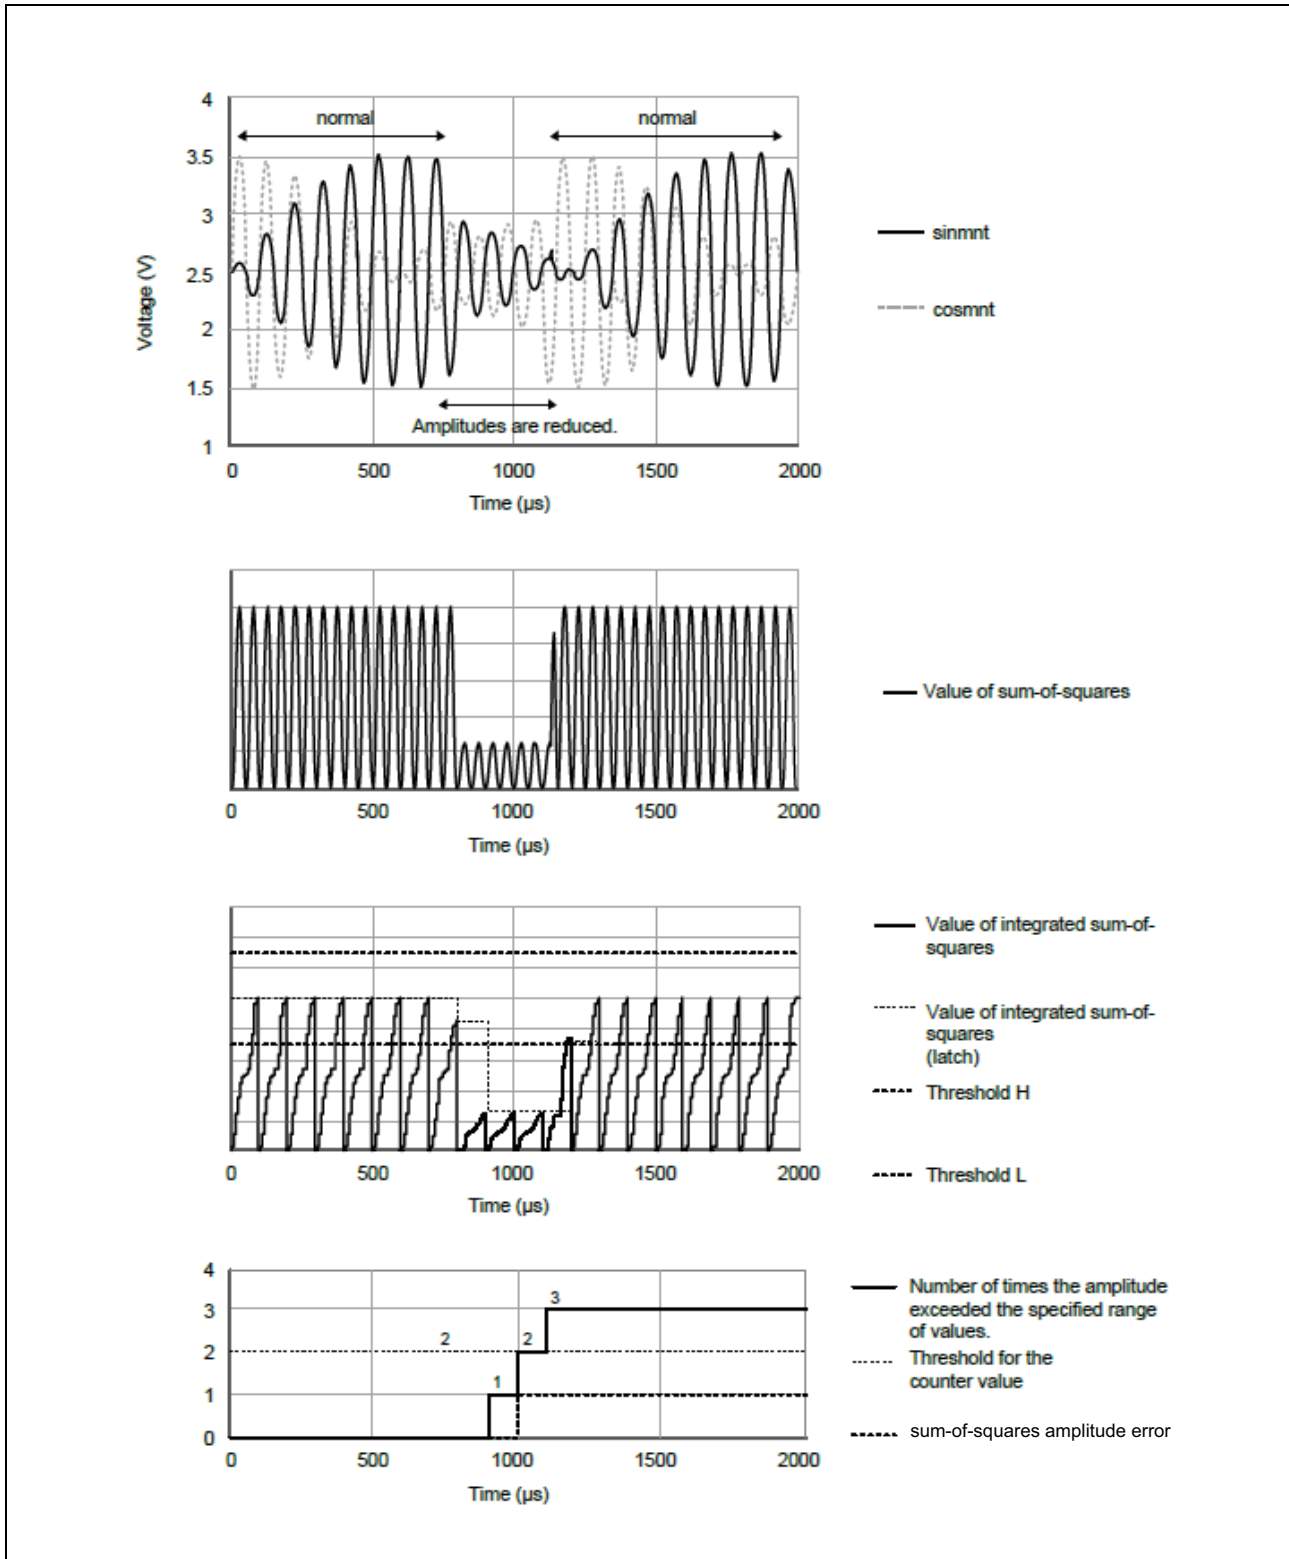 4
normal
normal
3.5
3
2.5
2
1.5
1
Voltage (V)
Amplitudes are reduced.
0 500 1000 1500 2000
Time (µs)
sinmnt
cosmnt
0 500 1000 1500 2000
Time (µs)
Value of sum-of-squares
0 500 1000 1500 2000
Time (µs)
Value of integrated sum-of-
squares
Value of integrated sum-of-
squares
(latch)
Threshold H
Threshold L
4
3
2
1
0
2
1
2
3
0 500 1000 1500 2000
Time (µs)
Number of times the amplitude
exceeded the specified range
of values.
Threshold for the
counter value
sum-of-squares amplitude error